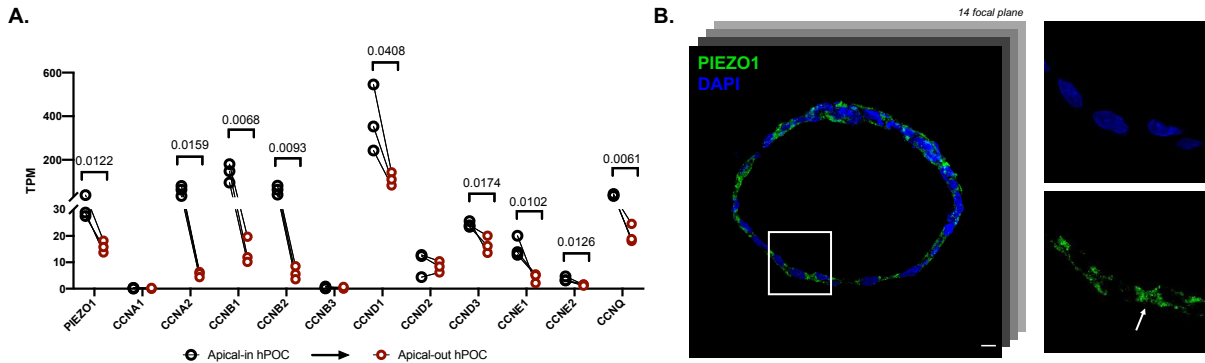 A.
B.
14 focal plane
PIEZO1
DAPI
TPM
600
400
200
30
20
10
0
0.0122
0.0159
0.0068
0.0093
0.0408
0.0174
0.0102
0.0126
0.0061
PIEZO1
CCNA1
CCNA2
CCNB1
CCNB2
CCNB3
CCND1
CCND2
CCND3
CCNE1
CCNE2
CCNQ
Apical-in hPOC
Apical-out hPOC